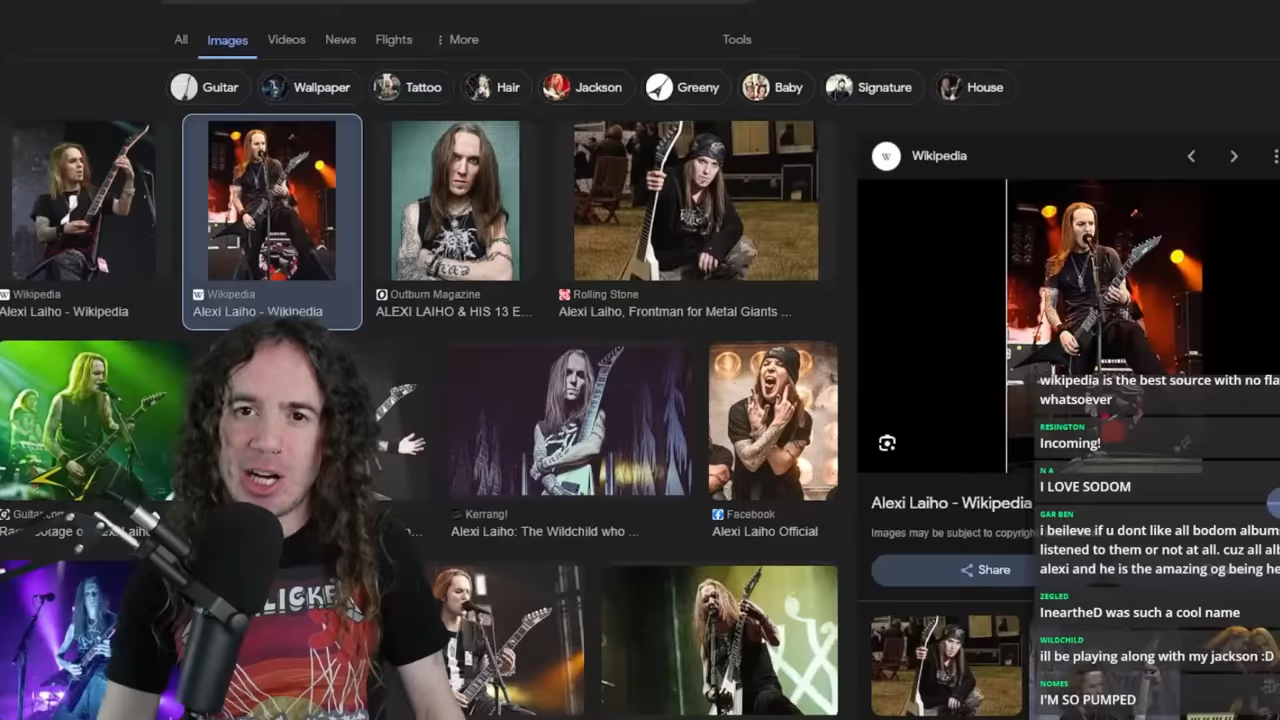 All
Images
Videos
News
Flights
More
Tools
Guitar
Wallpaper
Tattoo
Hair
Jackson
Greeny
Baby
Signature
House
Wikipedia
Alexi Laiho - Wikipedia
Wikipedia
Alexi Laiho - Wikipedia
Outburn Magazine
ALEXI LAIHO & HIS 13 E...
Rolling Stone
Alexi Laiho, Frontman for Metal Giants ...
W Wikipedia
Guitar.com
Kerrang!
Alexi Laiho: The Wildchild who ...
Facebook
Alexi Laiho Official
Alexi Laiho - Wikipedia
Images may be subject to copyright
Share
wikipedia is the best source with no
whatsoever
RESINGTON
Incoming!
N A
I LOVE SODOM
GAR BEN
i beileve if u dont like all bodom album
listened to them or not at all. cuz all
alexi and he is the amazing og being
ZEGLED
IneartheD was such a cool name
WILDCHILD
ill be playing along with my jackson :D
NOMES
I'M SO PUMPED